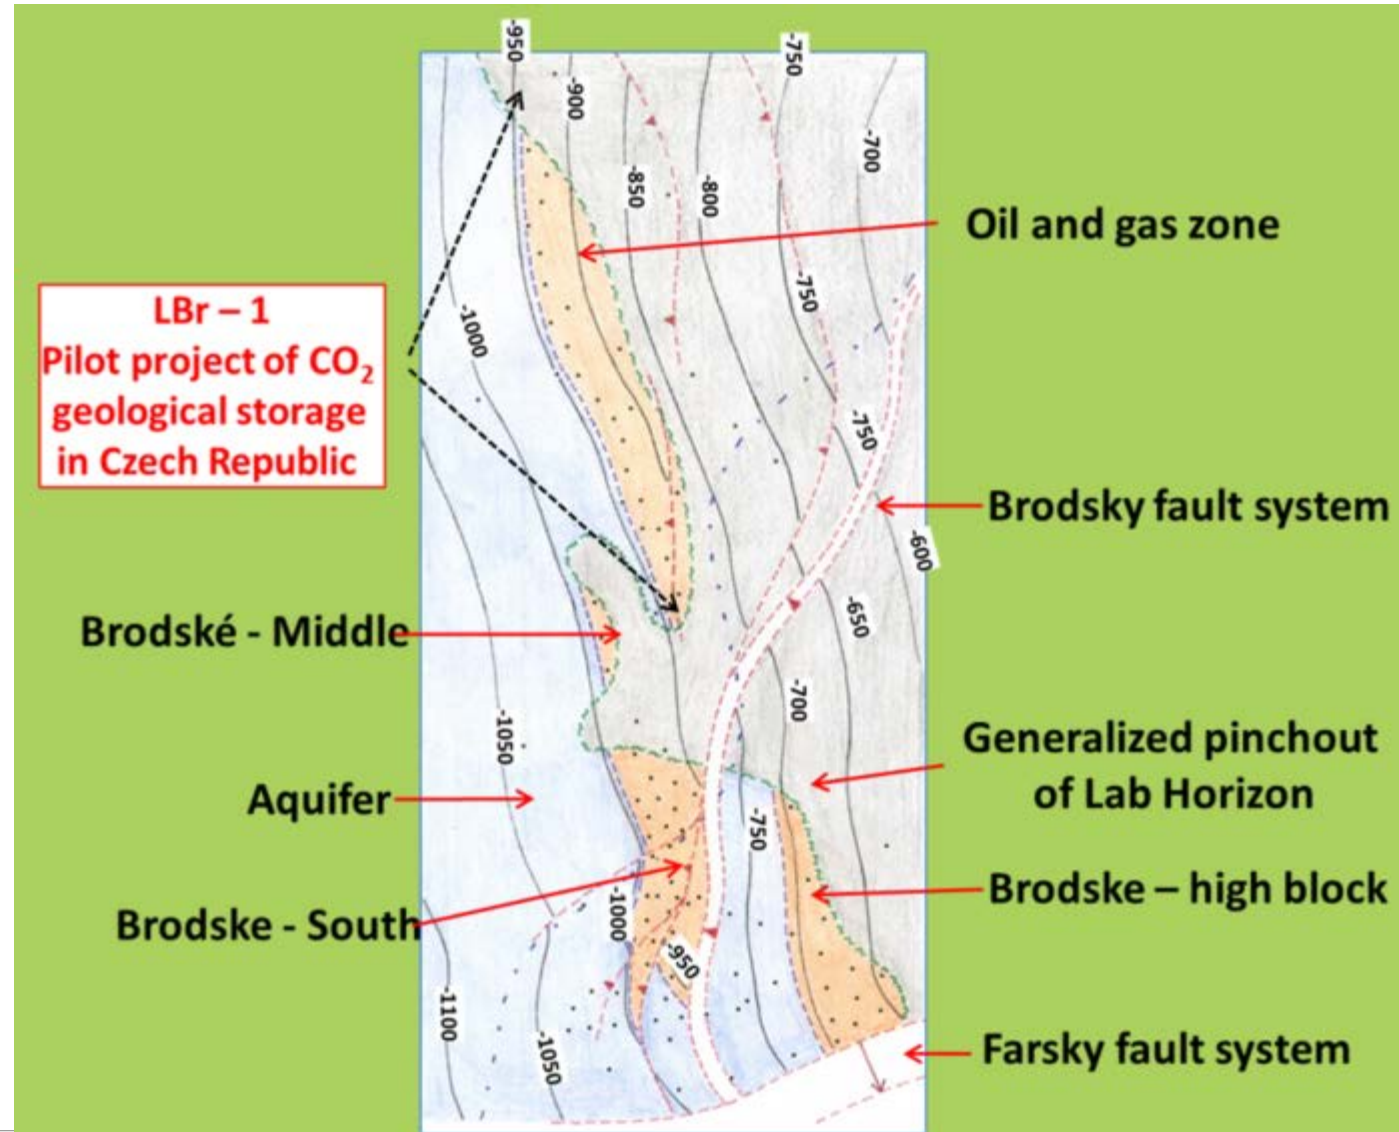 -950
-750
-900
-700
-850
-800
Oil and gas zone
-750
LBr – 1
Pilot project of CO₂
geological storage
in Czech Republic
-1000
-750
Brodsky fault system
-600
-650
Brodské - Middle
-700
-1050
Generalized pinchout
of Lab Horizon
Aquifer
-750
Brodske – high block
Brodske - South
-1000
-950
-1100
-1050
Farsky fault system